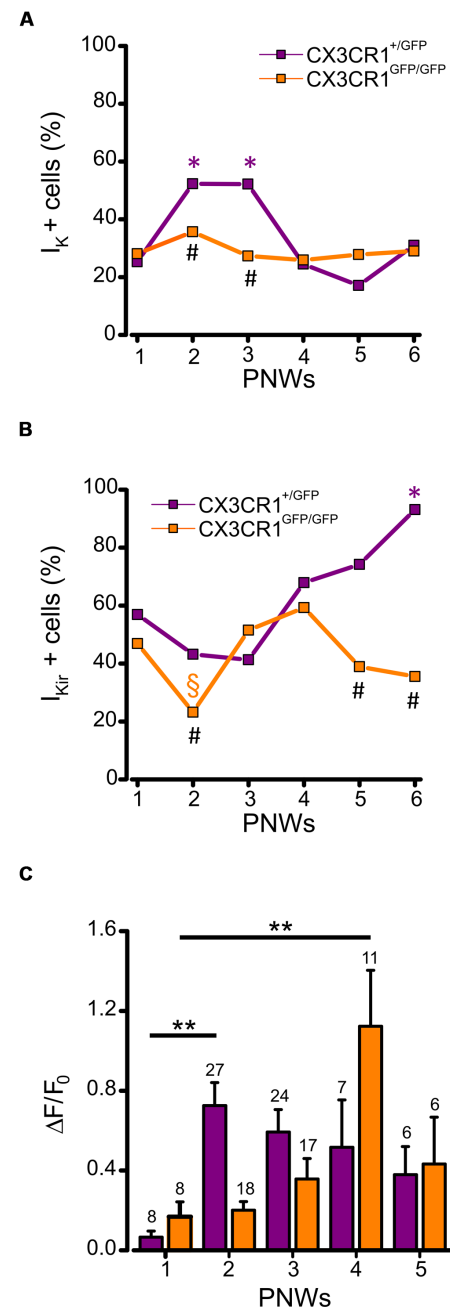 A
100
80
60
40
20
0
I_K + cells (%)
CX3CR1^+/GFP
CX3CR1^GFP/GFP
* *
# #
1 2 3 4 5 6
PNWs
B
100
80
60
40
20
0
I_Kir + cells (%)
CX3CR1^+/GFP
CX3CR1^GFP/GFP
*
§
# # #
1 2 3 4 5 6
PNWs
C
1.6
1.2
0.8
0.4
0.0
ΔF/F_0
**
**
8 8 27 18 24 17 7 11 6 6
1 2 3 4 5
PNWs